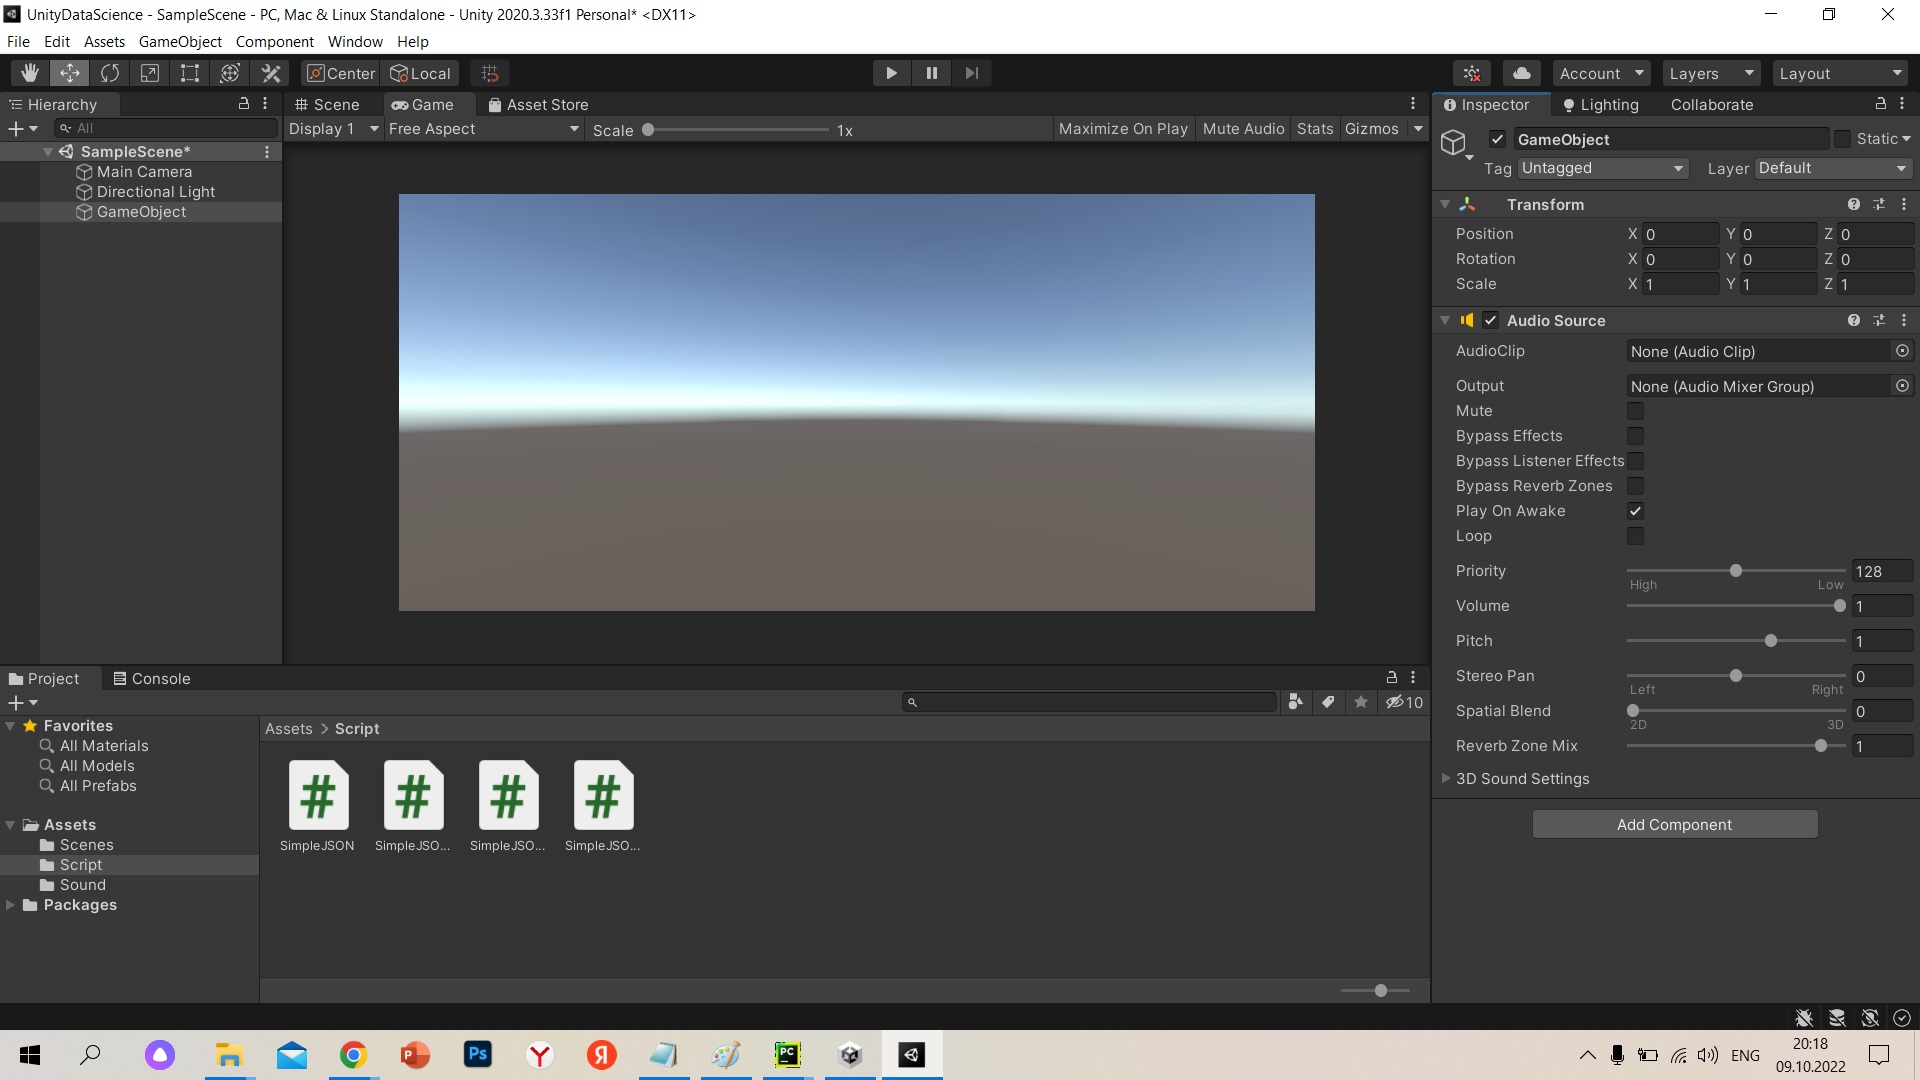 UnityDataScience - SampleScene - PC, Mac & Linux Standalone - Unity 2020.3.33f1 Personal* <DX11>
File Edit Assets GameObject Component Window Help
Center Local Account Layers Layout
Hierarchy
All
SampleScene*
Main Camera
Directional Light
GameObject
Scene Game Asset Store
Display 1 Free Aspect Scale 1x Maximize On Play Mute Audio Stats Gizmos
Inspector Lighting Collaborate
GameObject Static
Tag Untagged Layer Default
Transform
Position X 0 Y 0 Z 0
Rotation X 0 Y 0 Z 0
Scale X 1 Y 1 Z 1
Audio Source
AudioClip None (Audio Clip)
Output None (Audio Mixer Group)
Mute
Bypass Effects
Bypass Listener Effects
Bypass Reverb Zones
Play On Awake
Loop
Priority 128
High Low
Volume 1
Pitch 1
Stereo Pan 0
Left Right
Spatial Blend 0
2D 3D
Reverb Zone Mix 1
3D Sound Settings
Add Component
Project Console
10
Favorites
All Materials
All Models
All Prefabs
Assets
Scenes
Script
Sound
Packages
Assets > Script
# # # #
SimpleJSON SimpleJSO... SimpleJSO... SimpleJSO...
P Ps Y Я PC
ENG
20:18
09.10.2022